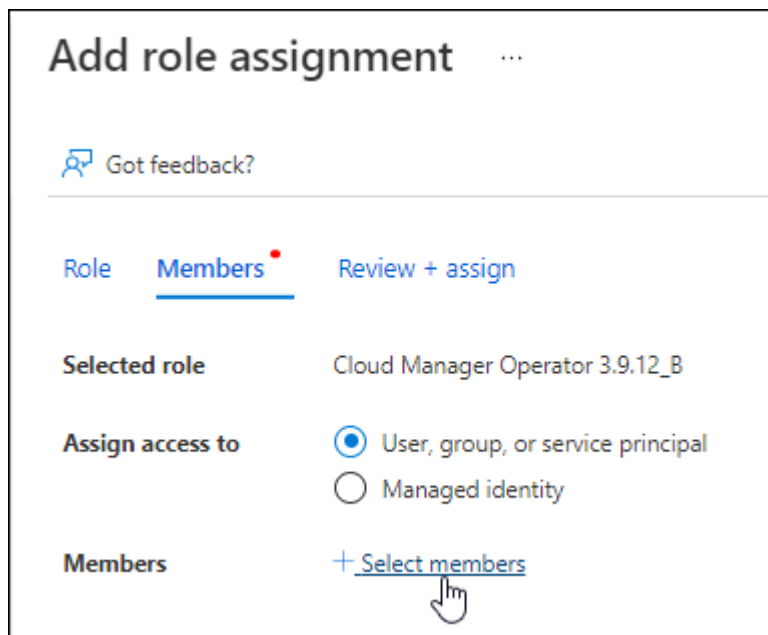 Add role assignment ...
Got feedback?
Role Members Review + assign
Selected role Cloud Manager Operator 3.9.12_B
Assign access to User, group, or service principal
Managed identity
Members + Select members